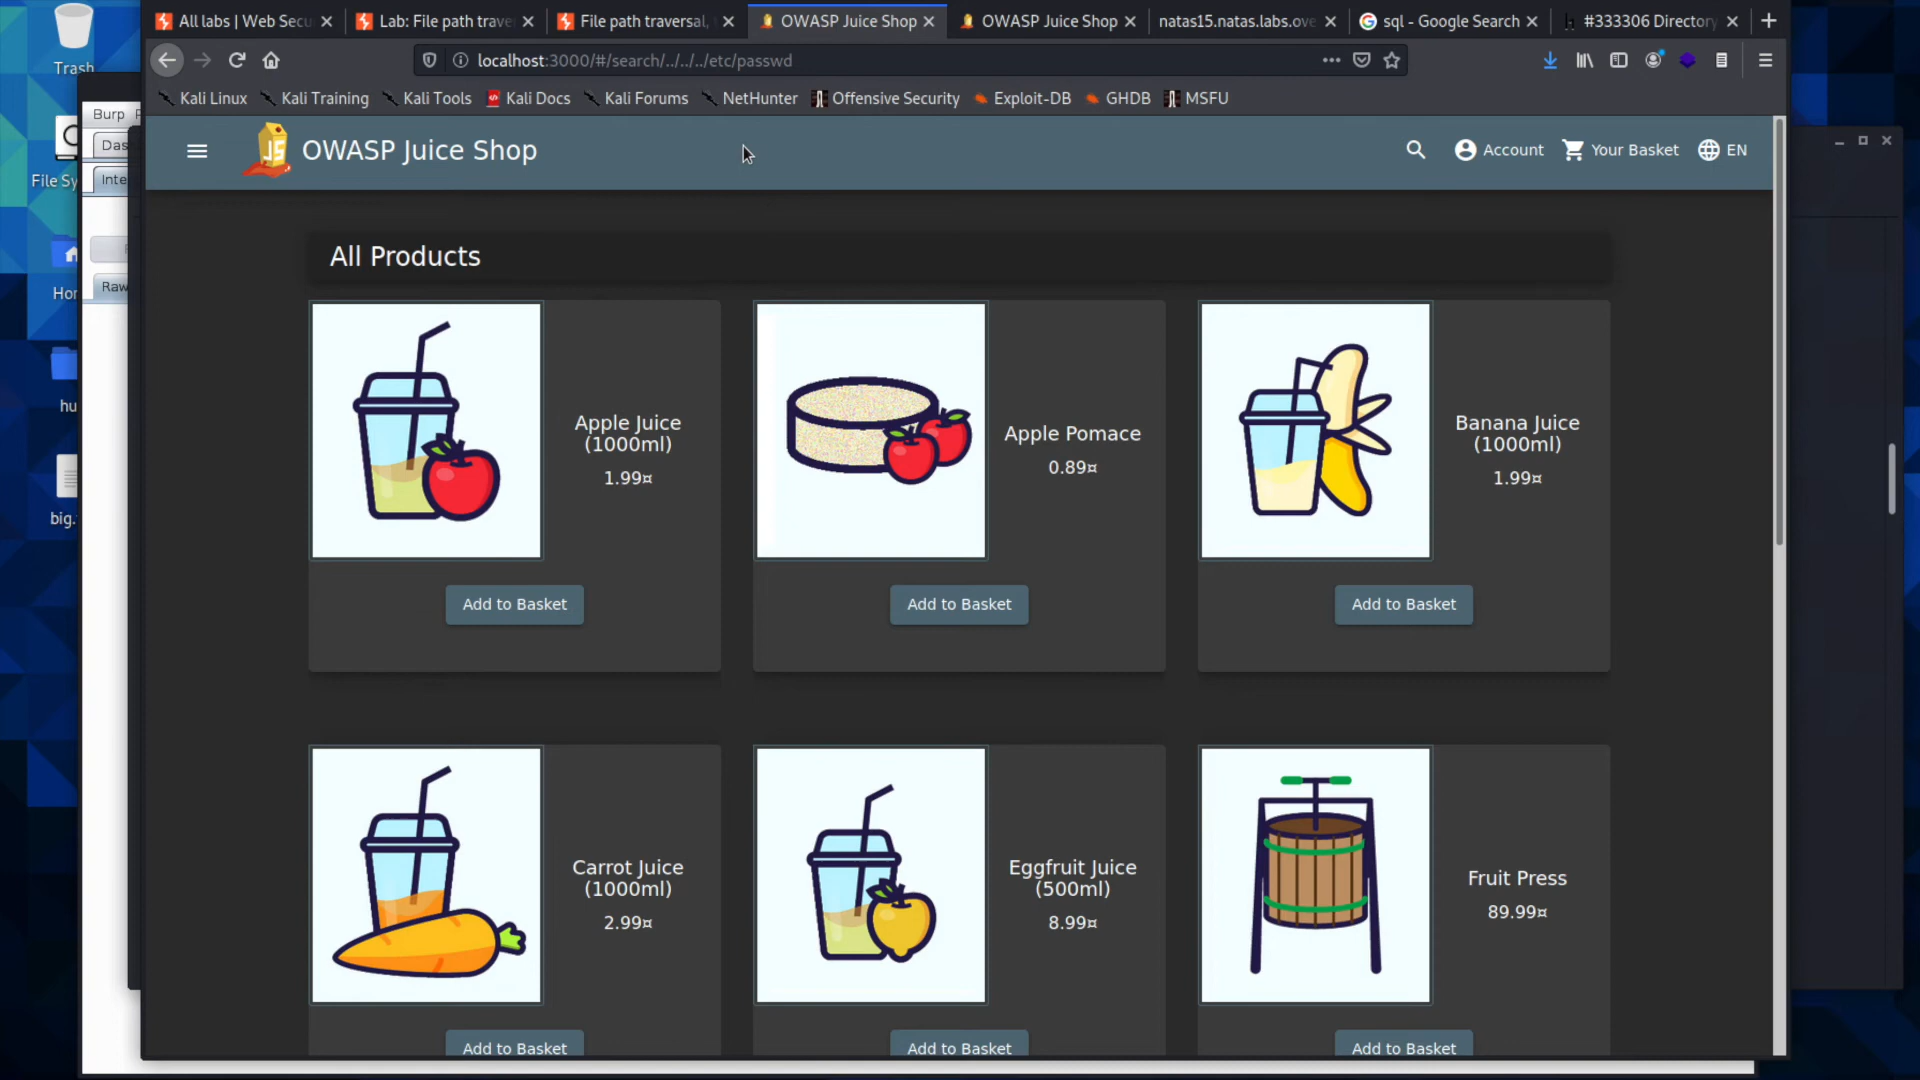 Trash
File Sy
Hor
hu
big.
Burp P
Das
Inte
Raw
All labs | Web Secu
Lab: File path trave
File path traversal,
OWASP Juice Shop
OWASP Juice Shop
natas15.natas.labs.ove
sql - Google Search
#333306 Directory
localhost:3000/#/search/../../../etc/passwd
Kali Linux
Kali Training
Kali Tools
Kali Docs
Kali Forums
NetHunter
Offensive Security
Exploit-DB
GHDB
MSFU
JS
OWASP Juice Shop
Account
Your Basket
EN
All Products
Apple Juice
(1000ml)
1.99¤
Add to Basket
Apple Pomace
0.89¤
Add to Basket
Banana Juice
(1000ml)
1.99¤
Add to Basket
Carrot Juice
(1000ml)
2.99¤
Add to Basket
Eggfruit Juice
(500ml)
8.99¤
Add to Basket
Fruit Press
89.99¤
Add to Basket